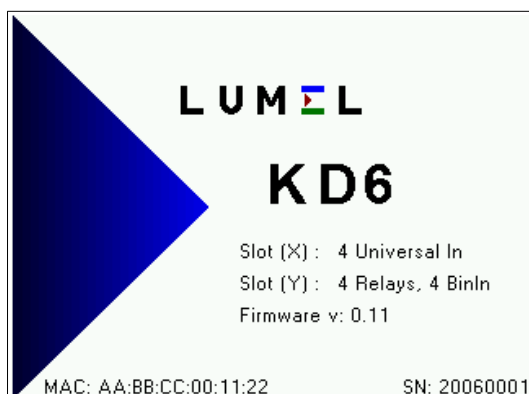 LUMEL
KD6
Slot (X) : 4 Universal In
Slot (Y) : 4 Relays, 4 BinIn
Firmware v: 0.11
MAC: AA:BB:CC:00:11:22 SN: 20060001